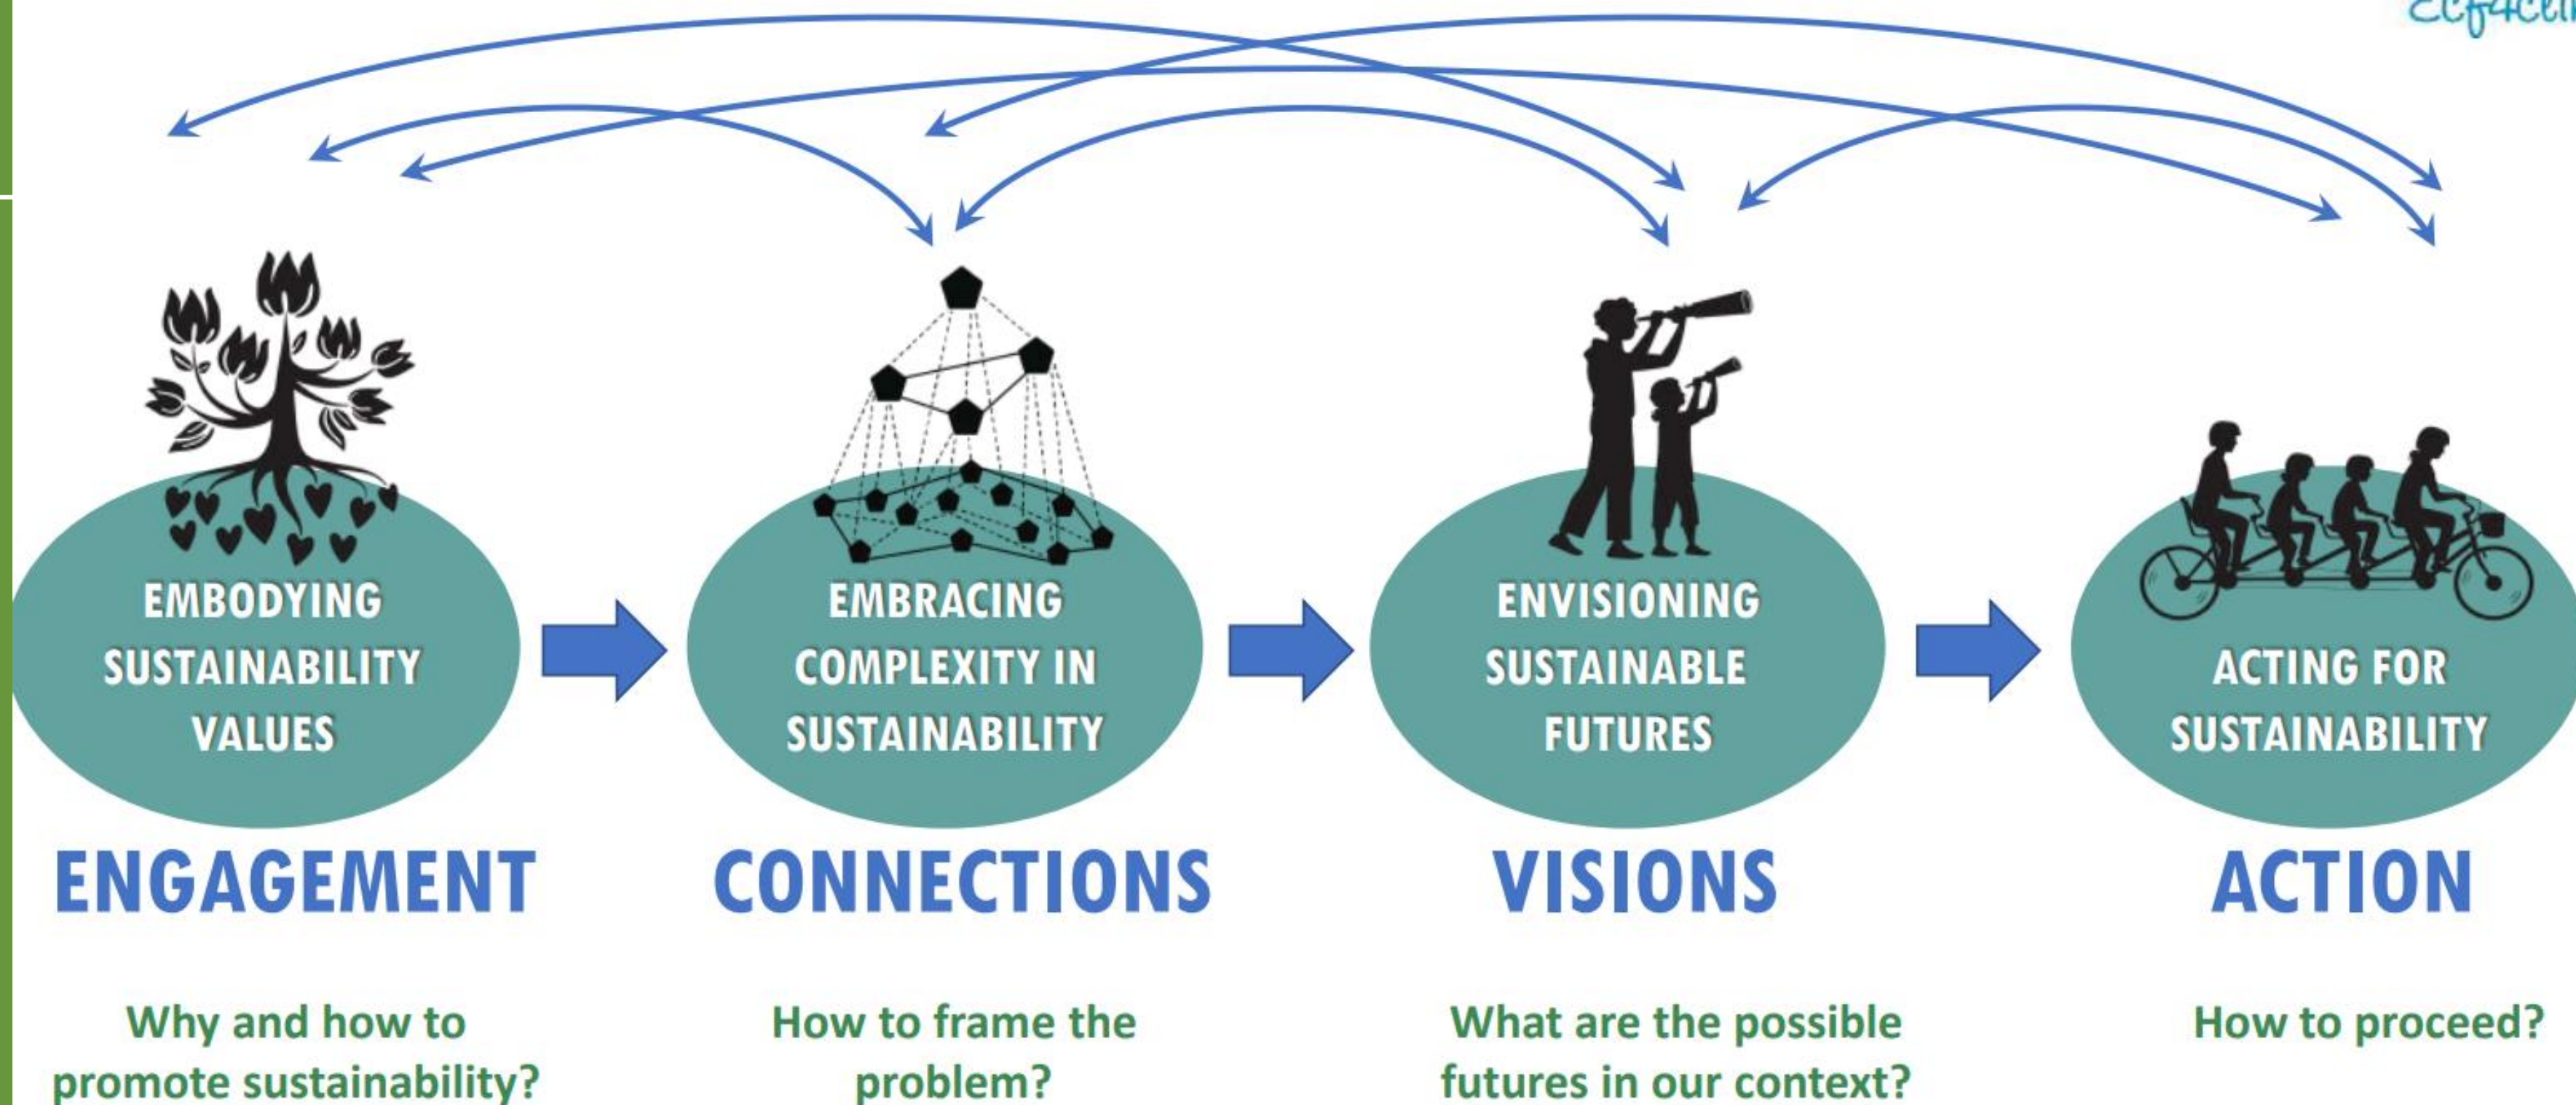 EMBODYING
SUSTAINABILITY
VALUES
EMBRACING
COMPLEXITY IN
SUSTAINABILITY
ENVISIONING
SUSTAINABLE
FUTURES
ACTING FOR
SUSTAINABILITY
ENGAGEMENT
CONNECTIONS
VISIONS
ACTION
Why and how to
promote sustainability?
How to frame the
problem?
What are the possible
futures in our context?
How to proceed?